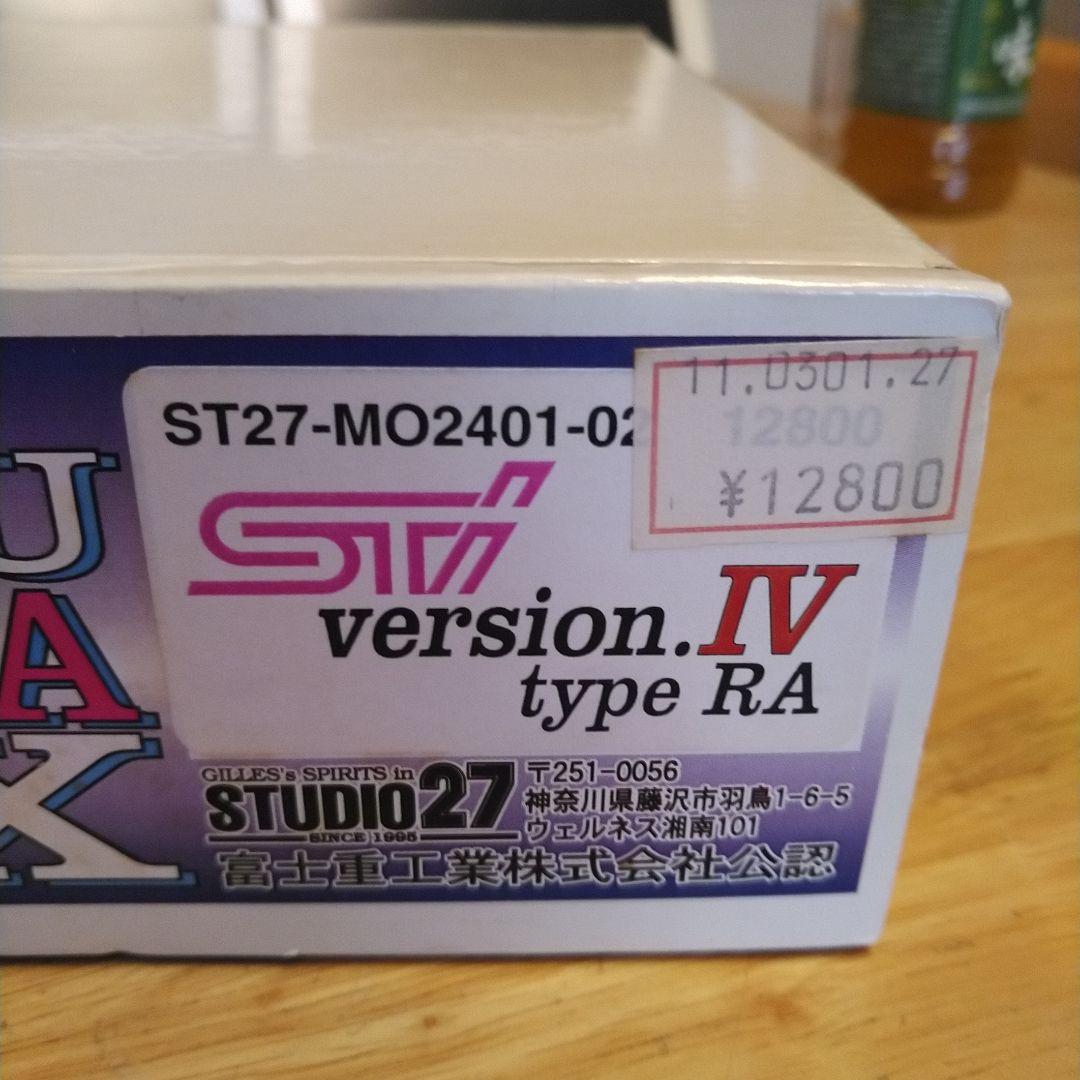 味
11.0301.27
ST27-MO2401-02
12800
¥12800
STi
U
version.IV
A
type RA
X
GILLES's SPIRITS in
STUDIO27
SINCE 1995
〒251-0056
神奈川県藤沢市羽鳥1-6-5
ウェルネス湘南101
富士重工業株式会社公認